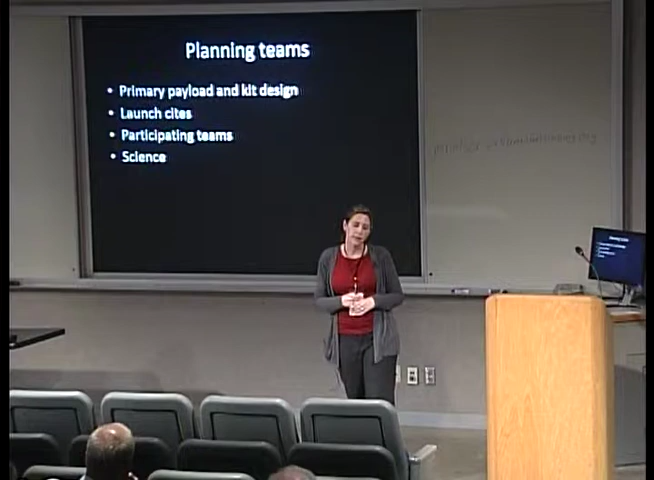 Planning teams
• Primary payload and kit design
• Launch cites
• Participating teams
• Science